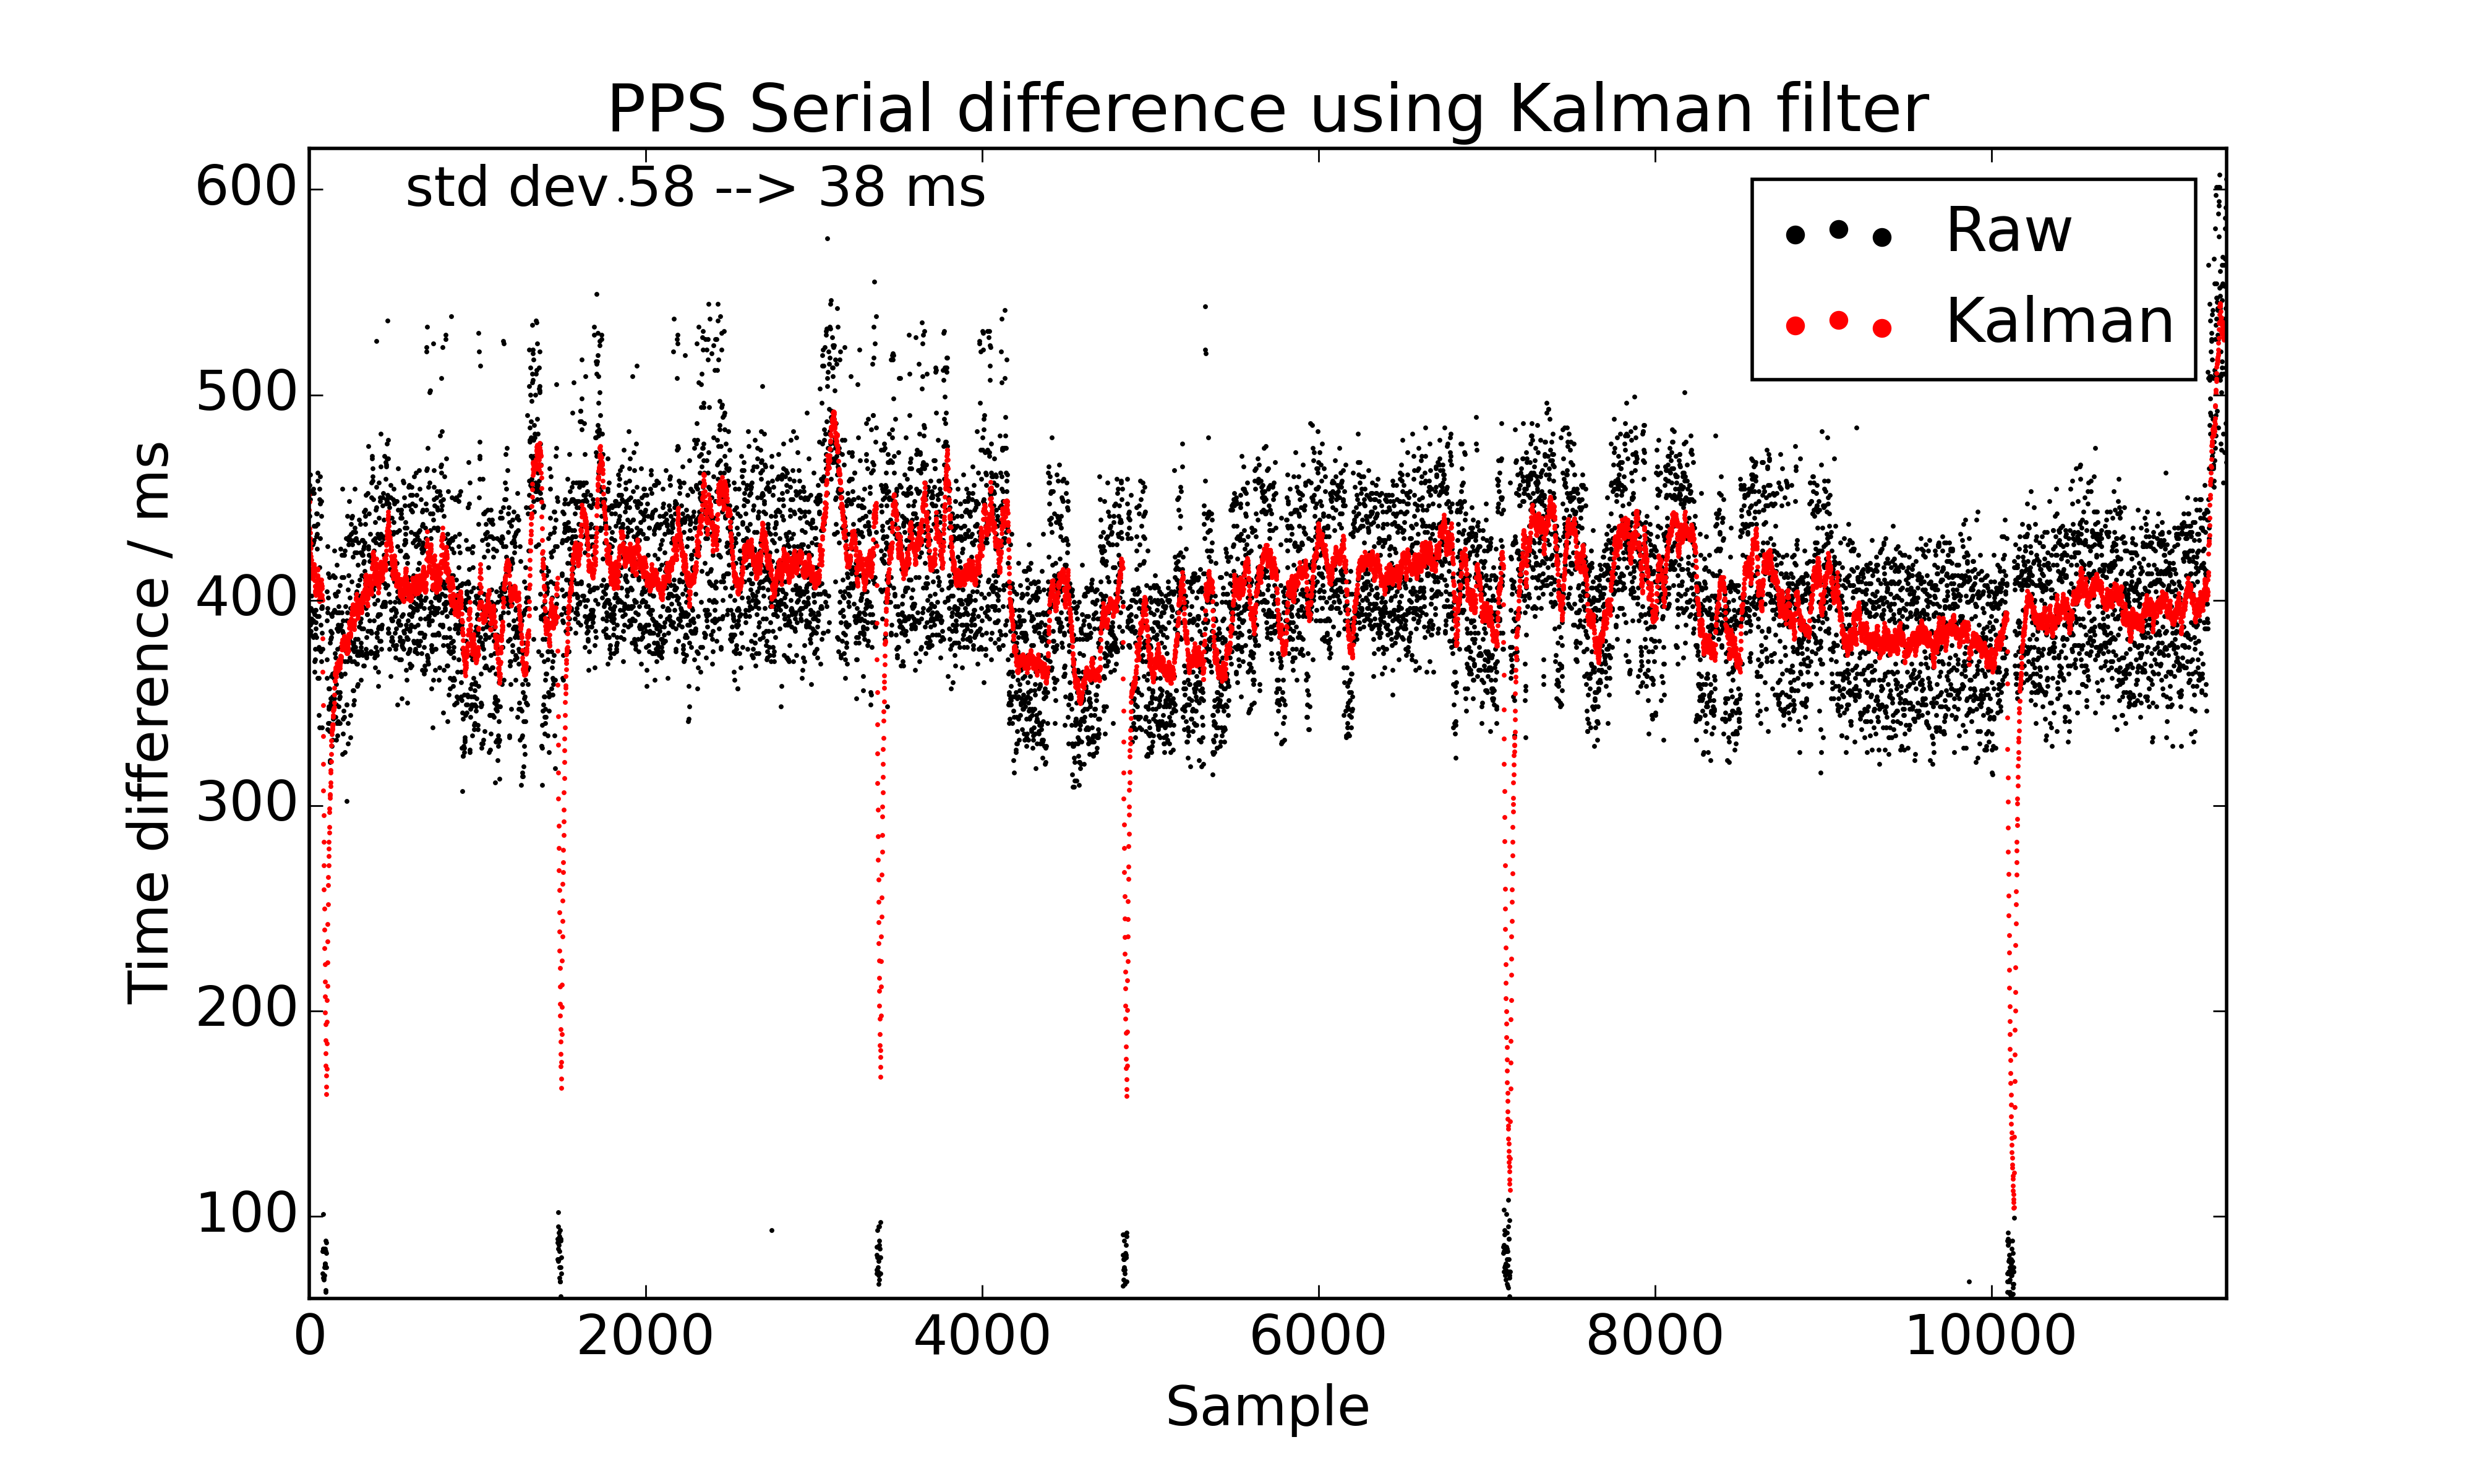 PPS Serial difference using Kalman filter
std dev 58 --> 38 ms
Raw
Kalman
Time difference / ms
600
500
400
300
200
100
0 2000 4000 6000 8000 10000
Sample